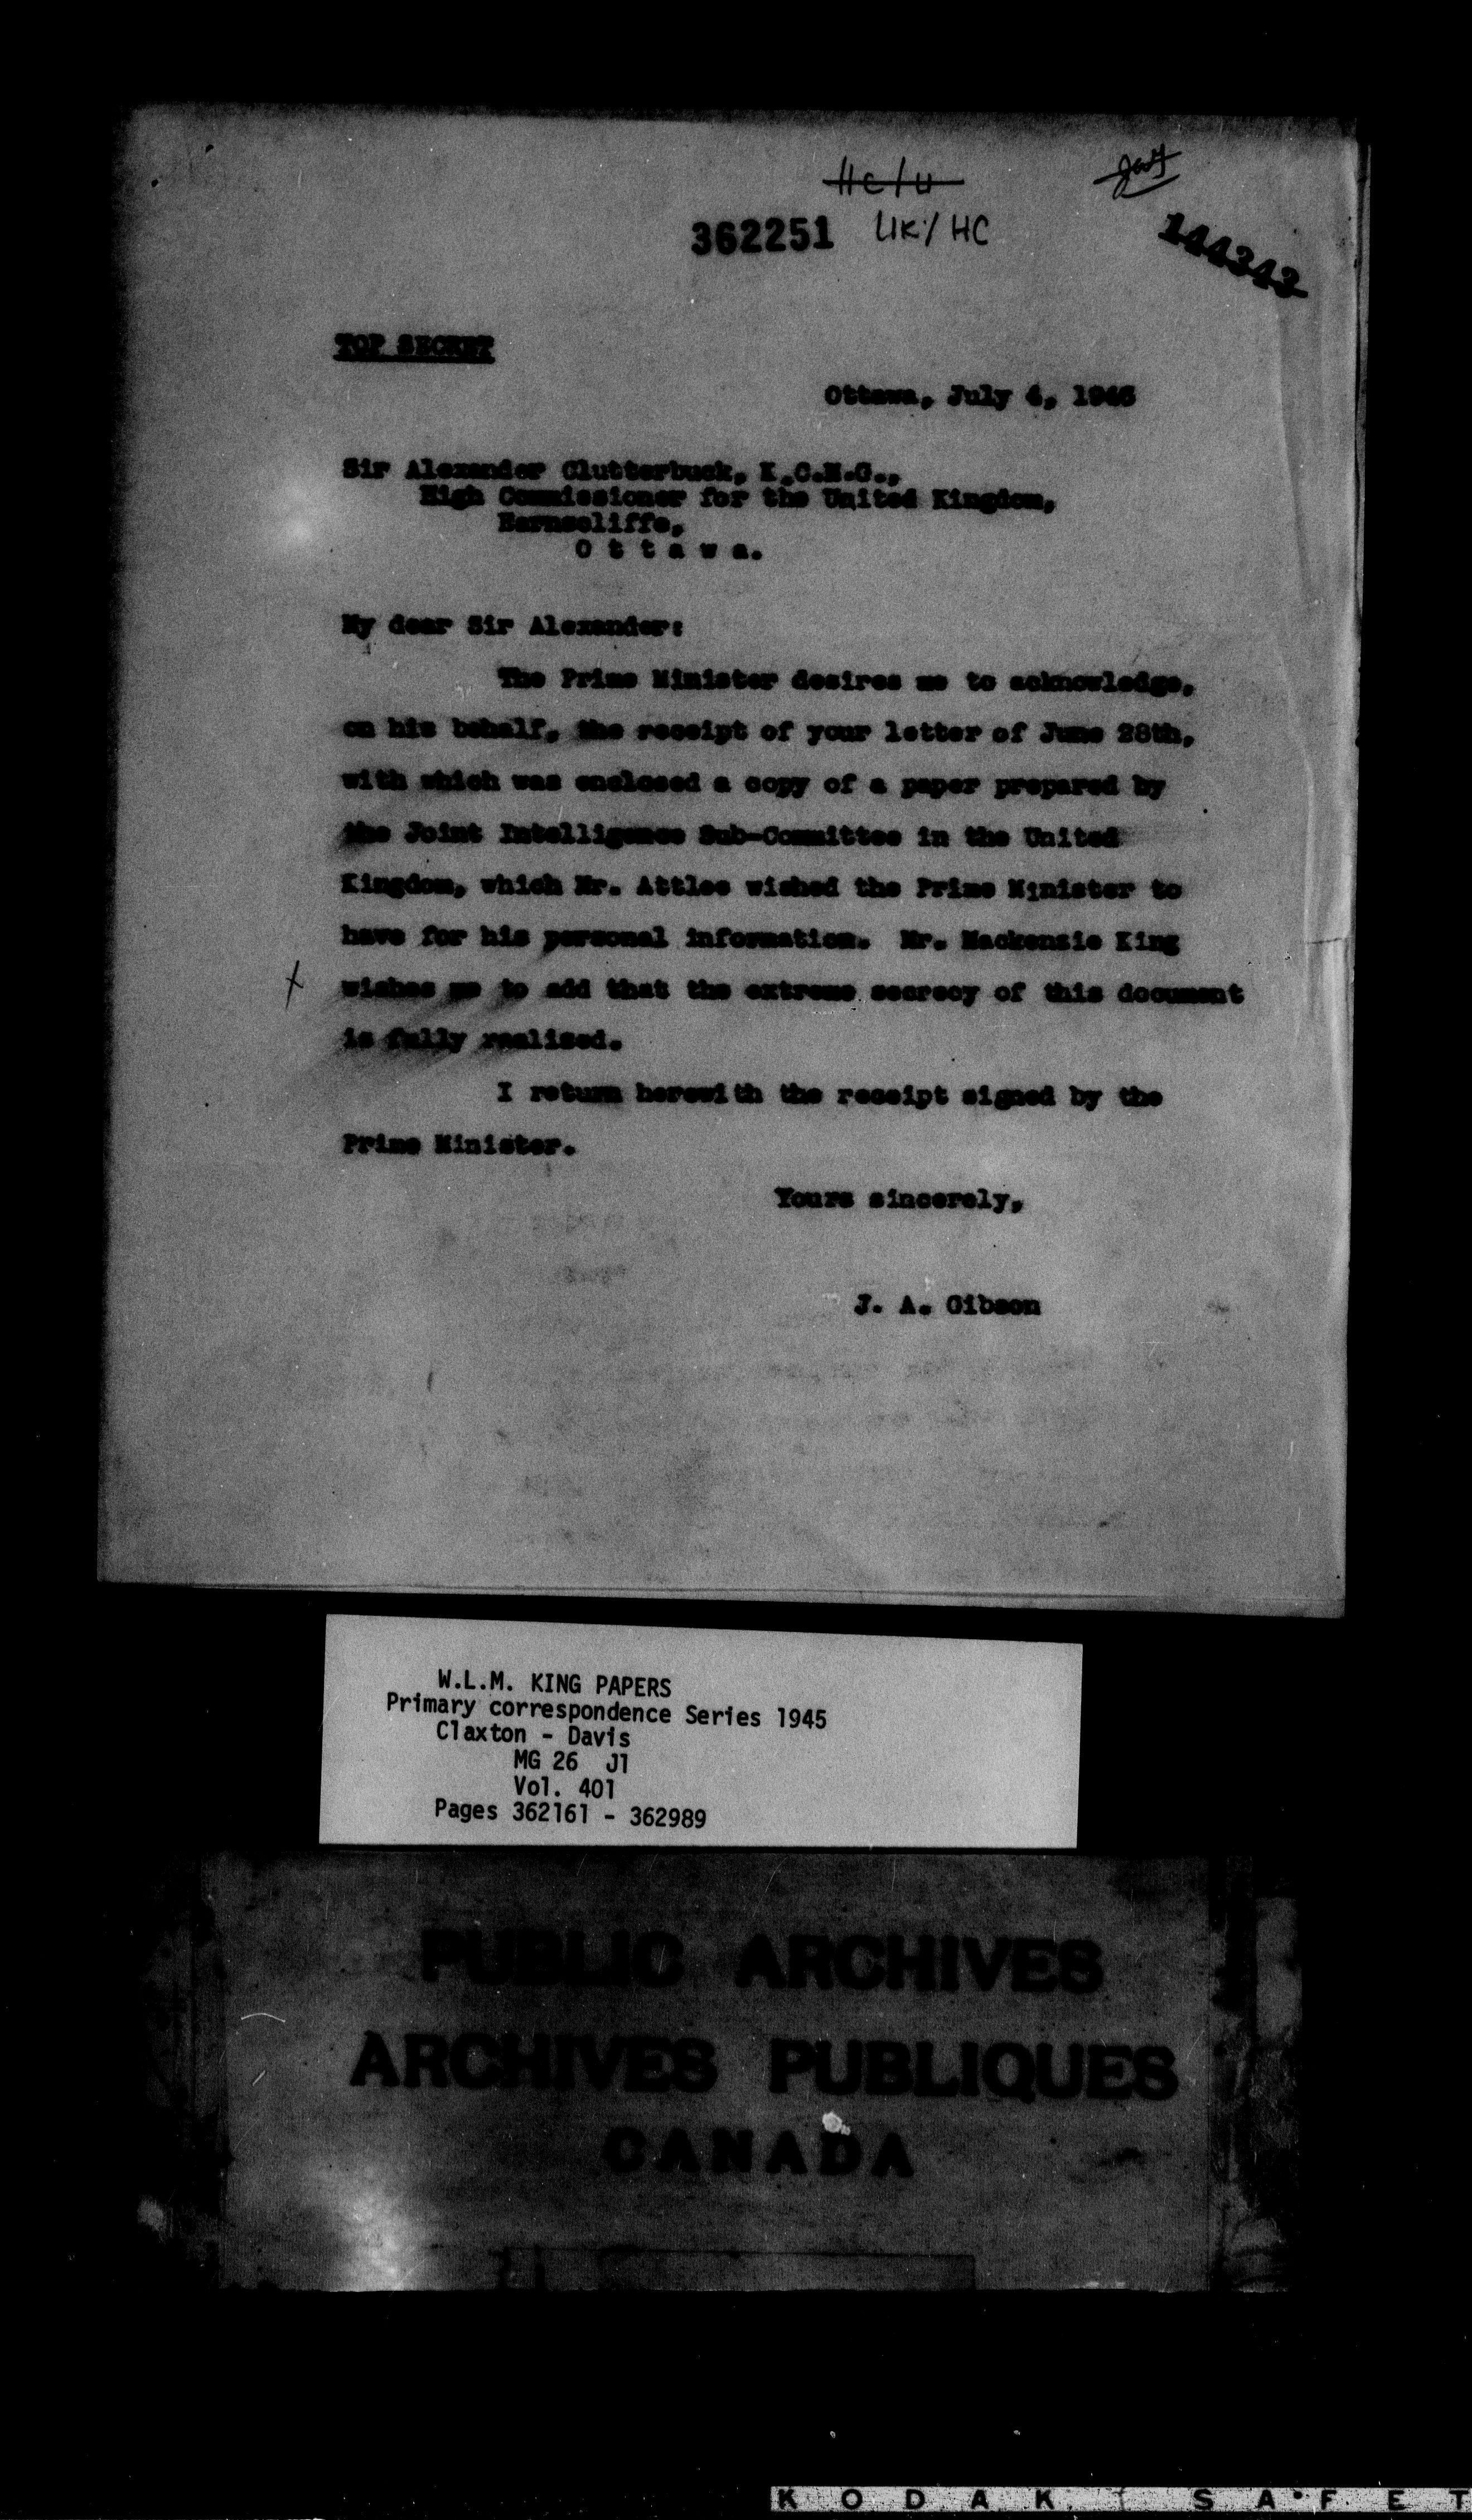 Hc/u
362251 UK/HC
144343
TOP SECRET
Ottawa, July 4, 1946
Sir Alexander Clutterbuck, K.C.M.G.,
High Commissioner for the United Kingdom,
Earnscliffe,
O t t a w a.
My dear Sir Alexander:
The Prime Minister desires me to acknowledge,
on his behalf, the receipt of your letter of June 28th,
with which was enclosed a copy of a paper prepared by
the Joint Intelligence Sub-Committee in the United
Kingdom, which Mr. Attlee wished the Prime Minister to
have for his personal information. Mr. Mackenzie King
wishes me to add that the extreme secrecy of this document
is fully realized.
I return herewith the receipt signed by the
Prime Minister.
Yours sincerely,
J. A. Gibson
W.L.M. KING PAPERS
Primary correspondence Series 1945
Claxton - Davis
MG 26 J1
Vol. 401
Pages 362161 - 362989
PUBLIC ARCHIVES
ARCHIVES PUBLIQUES
CANADA
KODAK SAFET